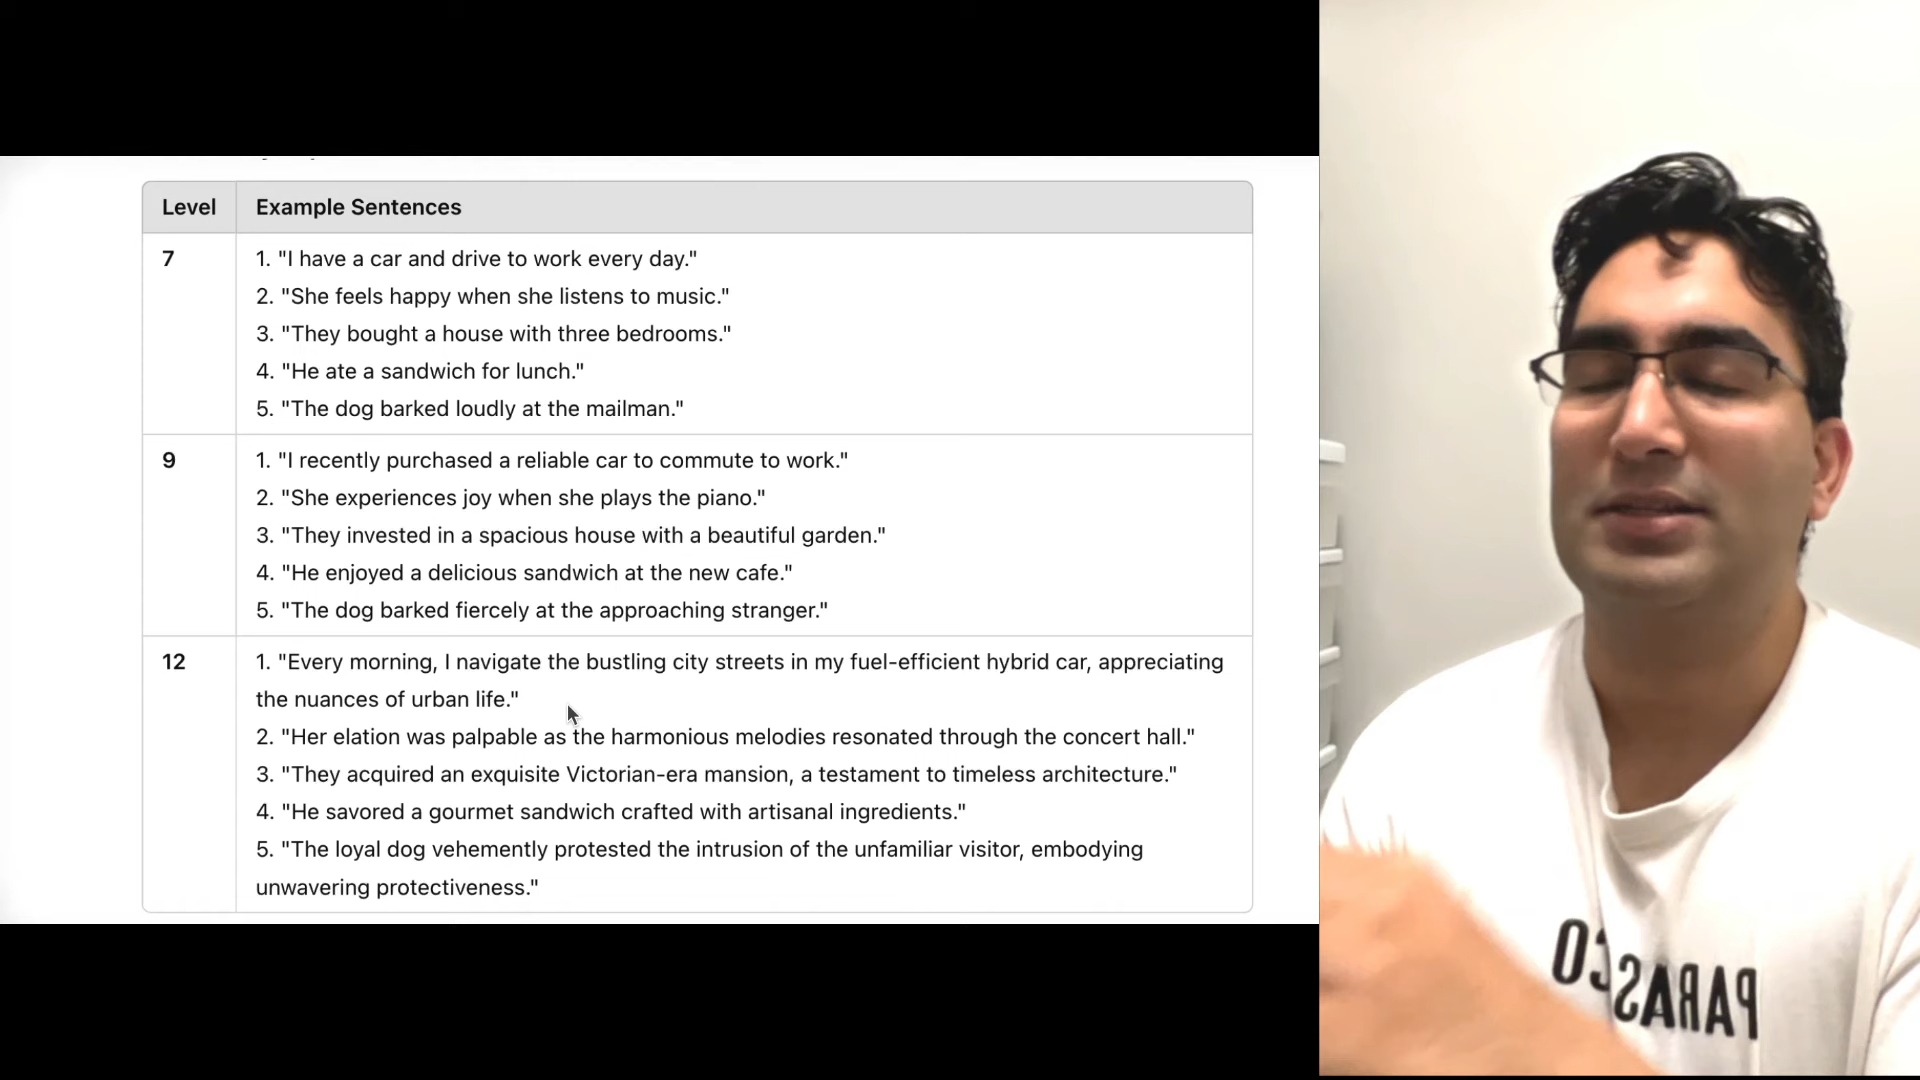 Level Example Sentences
7 1. "I have a car and drive to work every day."
2. "She feels happy when she listens to music."
3. "They bought a house with three bedrooms."
4. "He ate a sandwich for lunch."
5. "The dog barked loudly at the mailman."
9 1. "I recently purchased a reliable car to commute to work."
2. "She experiences joy when she plays the piano."
3. "They invested in a spacious house with a beautiful garden."
4. "He enjoyed a delicious sandwich at the new cafe."
5. "The dog barked fiercely at the approaching stranger."
12 1. "Every morning, I navigate the bustling city streets in my fuel-efficient hybrid car, appreciating
the nuances of urban life."
2. "Her elation was palpable as the harmonious melodies resonated through the concert hall."
3. "They acquired an exquisite Victorian-era mansion, a testament to timeless architecture."
4. "He savored a gourmet sandwich crafted with artisanal ingredients."
5. "The loyal dog vehemently protested the intrusion of the unfamiliar visitor, embodying
unwavering protectiveness."
PARASCO